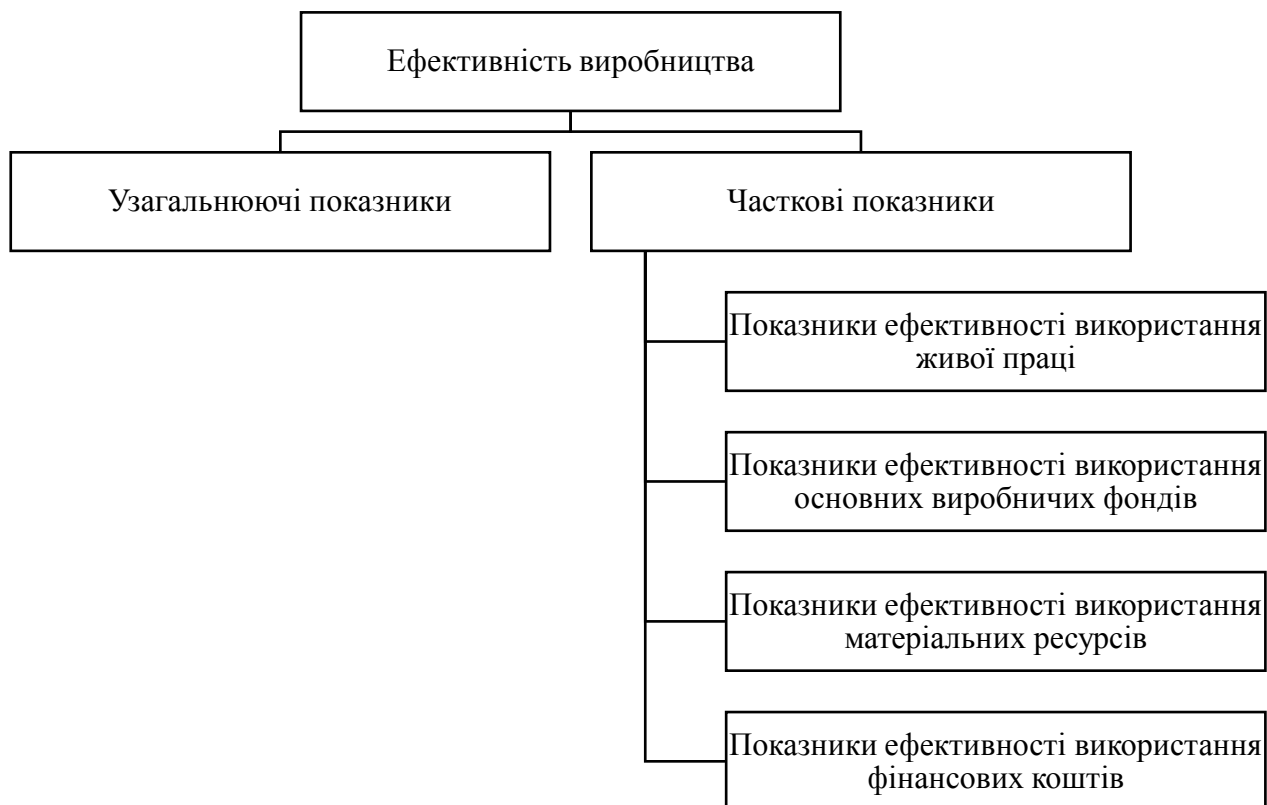 Ефективність виробництва
Узагальнюючі показники
Часткові показники
Показники ефективності використання
живої праці
Показники ефективності використання
основних виробничих фондів
Показники ефективності використання
матеріальних ресурсів
Показники ефективності використання
фінансових коштів